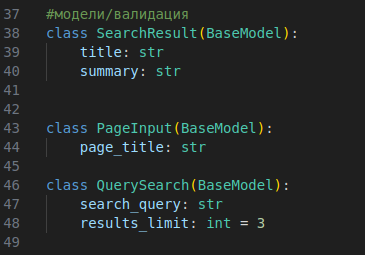 37 #модели/валидация
38 class SearchResult(BaseModel):
39     title: str
40     summary: str
41
42
43 class PageInput(BaseModel):
44     page_title: str
45
46 class QuerySearch(BaseModel):
47     search_query: str
48     results_limit: int = 3
49